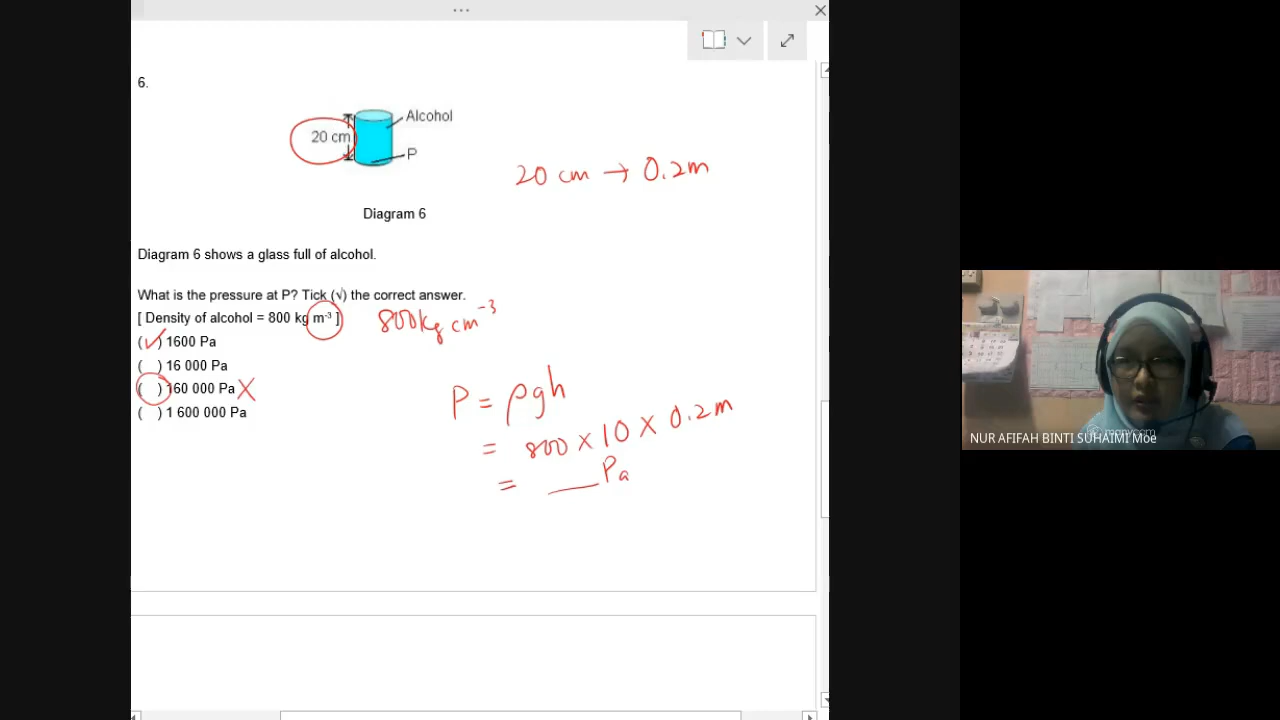 6.
20 cm
Alcohol
P
20 cm → 0.2m
Diagram 6
Diagram 6 shows a glass full of alcohol.
What is the pressure at P? Tick (√) the correct answer.
[ Density of alcohol = 800 kg m⁻³ ] 800kg cm⁻³
(✓) 1600 Pa
( ) 16 000 Pa
( ) 160 000 Pa X
( ) 1 600 000 Pa
P = ρgh
= 800 × 10 × 0.2m
= __ Pa
NUR AFIFAH BINTI SUHAIMI Moe